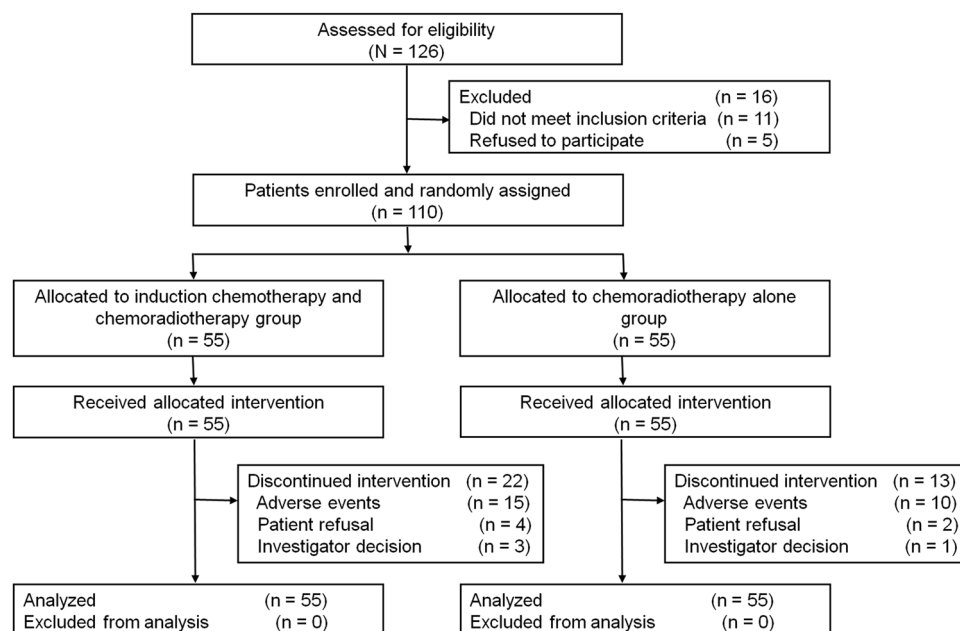 Assessed for eligibility
(N = 126)
Excluded (n = 16)
Did not meet inclusion criteria (n = 11)
Refused to participate (n = 5)
Patients enrolled and randomly assigned
(n = 110)
Allocated to induction chemotherapy and
chemoradiotherapy group
(n = 55)
Allocated to chemoradiotherapy alone
group
(n = 55)
Received allocated intervention
(n = 55)
Received allocated intervention
(n = 55)
Discontinued intervention (n = 22)
Adverse events (n = 15)
Patient refusal (n = 4)
Investigator decision (n = 3)
Discontinued intervention (n = 13)
Adverse events (n = 10)
Patient refusal (n = 2)
Investigator decision (n = 1)
Analyzed (n = 55)
Excluded from analysis (n = 0)
Analyzed (n = 55)
Excluded from analysis (n = 0)